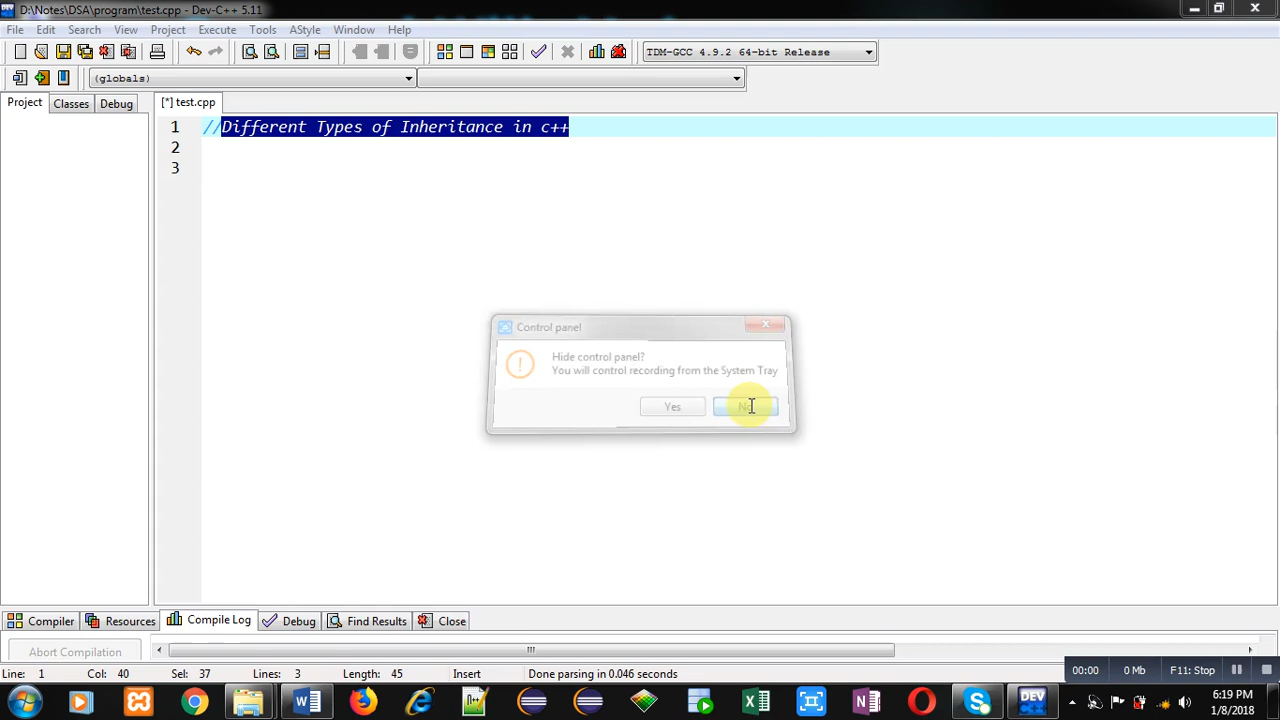 D:\Notes\DSA\program\test.cpp - Dev-C++ 5.11
File Edit Search View Project Execute Tools AStyle Window Help
TDM-GCC 4.9.2 64-bit Release
(globals)
Project Classes Debug [*] test.cpp
1 //Different Types of Inheritance in c++
2
3
Control panel
Hide control panel?
You will control recording from the System Tray
Yes
Compiler Resources Compile Log Debug Find Results Close
Abort Compilation
Line: 1 Col: 40 Sel: 37 Lines: 3 Length: 45 Insert Done parsing in 0.046 seconds
00:00 0 Mb F11: Stop
DEV
6:19 PM
1/8/2018